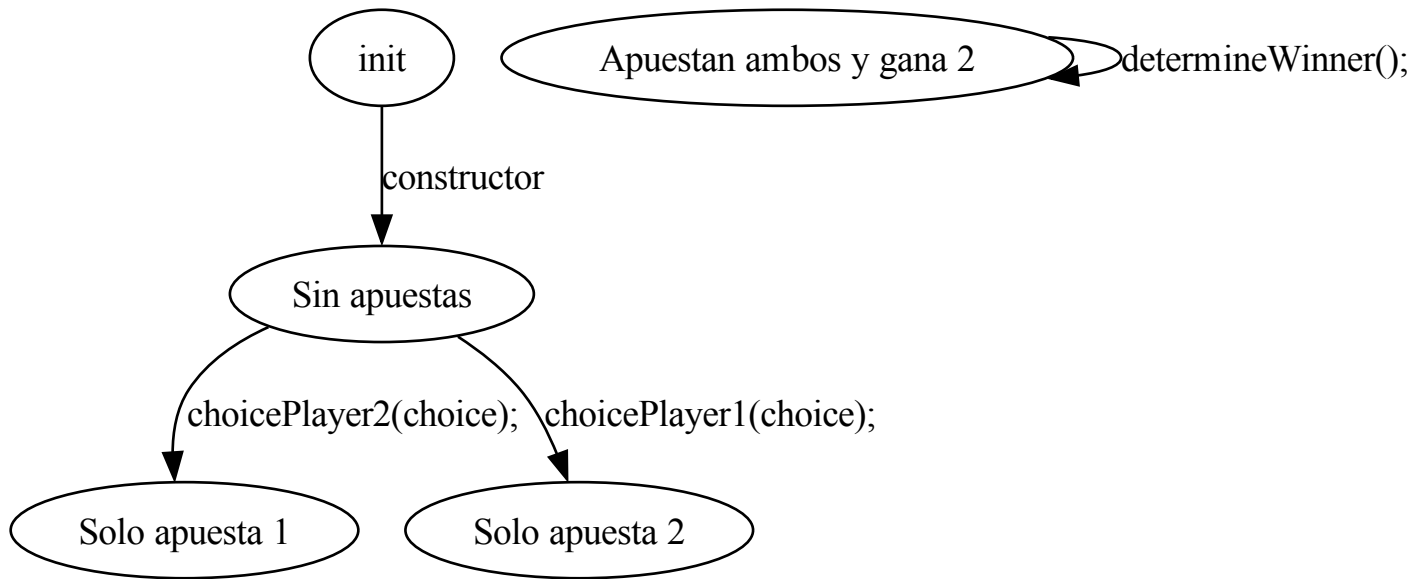 init
Apuestan ambos y gana 2
determineWinner();
constructor
Sin apuestas
choicePlayer2(choice);
choicePlayer1(choice);
Solo apuesta 1
Solo apuesta 2